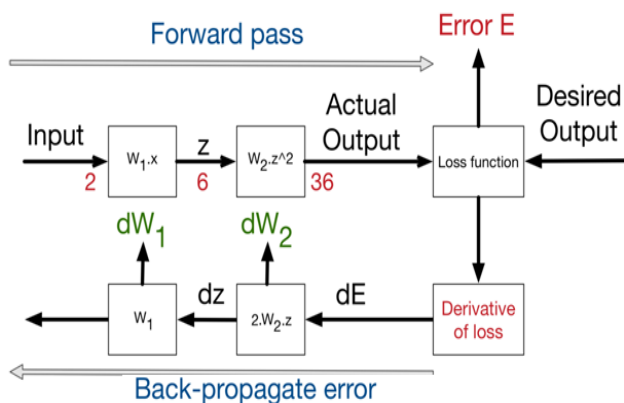 Forward pass
Error E
Input
2
W₁.x
z
6
W₂.z^2
Actual
Output
36
Loss function
Desired
Output
dW₁
dW₂
W₁
dz
2.W₂.z
dE
Derivative
of loss
Back-propagate error